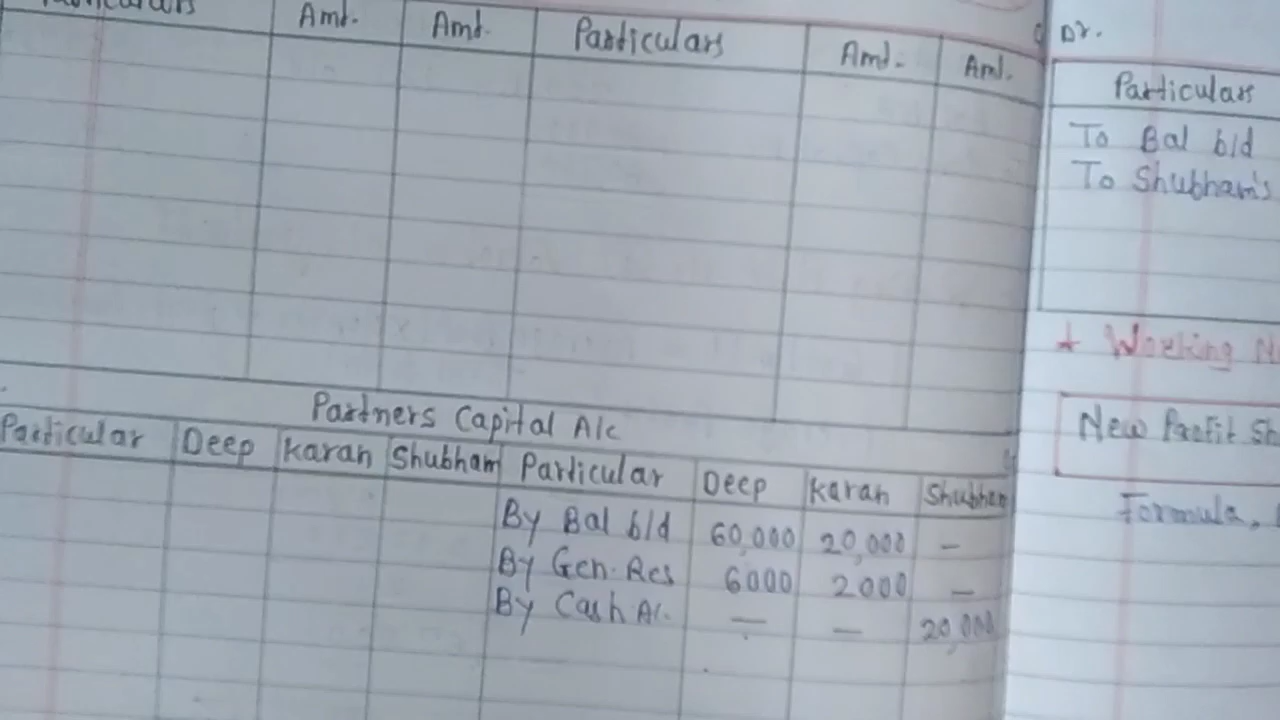 Amt. Amt. Particulars Amt. Amt.
Partners Capital A/c
Particular Deep Karan Shubham Particular Deep Karan Shubham
By Bal b/d 60,000 20,000 —
By Gen. Res 6000 2000 —
By Cash A/c. — — 20,000
Dr.
Particulars
To Bal b/d
To Shubham's
Working
New Profit Sh
Formula,